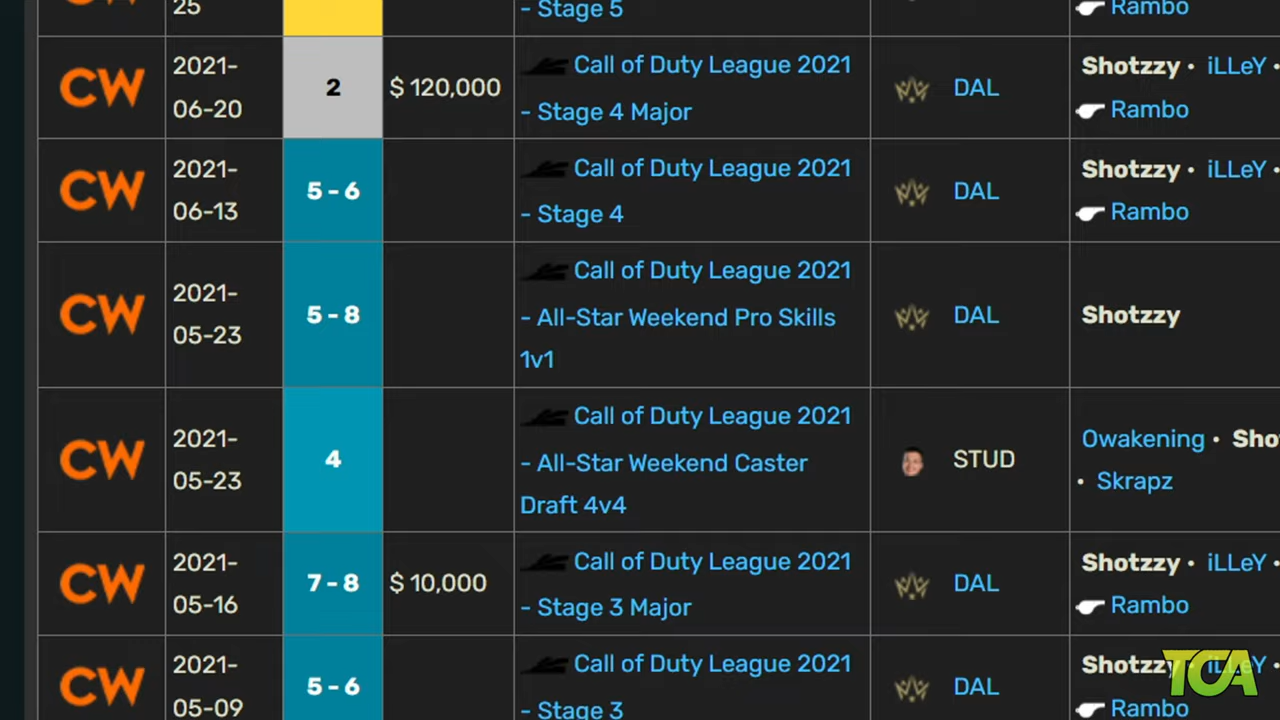 CW
25
- Stage 5
Rambo
CW
2021-
06-20
2
$ 120,000
Call of Duty League 2021
- Stage 4 Major
DAL
Shotzzy • iLLeY •
Rambo
CW
2021-
06-13
5 - 6
Call of Duty League 2021
- Stage 4
DAL
Shotzzy • iLLeY •
Rambo
CW
2021-
05-23
5 - 8
Call of Duty League 2021
- All-Star Weekend Pro Skills
1v1
DAL
Shotzzy
CW
2021-
05-23
4
Call of Duty League 2021
- All-Star Weekend Caster
Draft 4v4
STUD
Owakening • Sho
• Skrapz
CW
2021-
05-16
7 - 8
$ 10,000
Call of Duty League 2021
- Stage 3 Major
DAL
Shotzzy • iLLeY •
Rambo
CW
2021-
05-09
5 - 6
Call of Duty League 2021
- Stage 3
DAL
Shotzzy • iLLeY •
Rambo
TCA